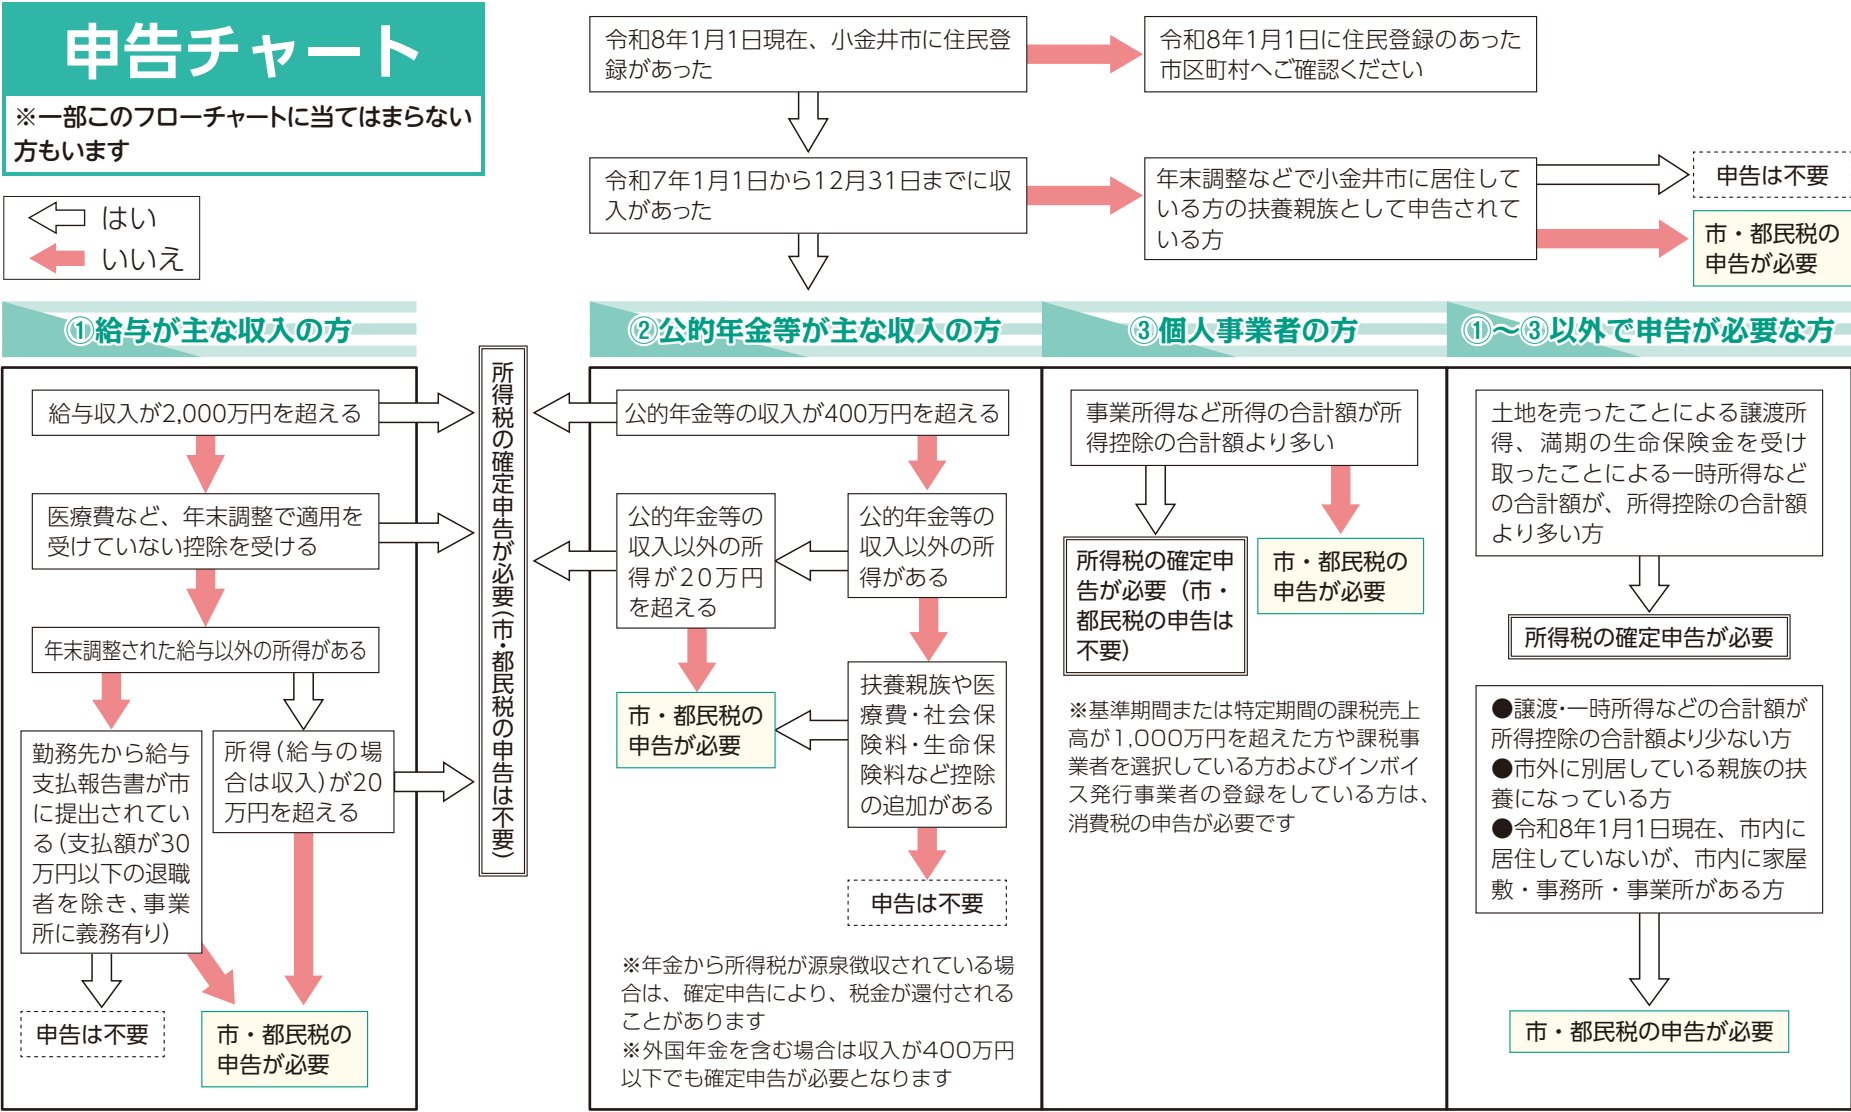 申告チャート
※一部このフローチャートに当てはまらない
方もいます
はい
いいえ
令和8年1月1日現在、小金井市に住民登
録があった
令和8年1月1日に住民登録のあった
市区町村へご確認ください
令和7年1月1日から12月31日までに収
入があった
年末調整などで小金井市に居住して
いる方の扶養親族として申告されて
いる方
申告は不要
市・都民税の
申告が必要
①給与が主な収入の方
給与収入が2,000万円を超える
医療費など、年末調整で適用を
受けていない控除を受ける
年末調整された給与以外の所得がある
勤務先から給与
支払報告書が市
に提出されてい
る(支払額が30
万円以下の退職
者を除き、事業
所に義務有り)
所得(給与の場
合は収入)が20
万円を超える
申告は不要
市・都民税の
申告が必要
所得税の確定申告が必要(市・都民税の申告は不要)
②公的年金等が主な収入の方
公的年金等の収入が400万円を超える
公的年金等の
収入以外の所
得が20万円
を超える
公的年金等の
収入以外の所
得がある
市・都民税の
申告が必要
扶養親族や医
療費・社会保
険料・生命保
険料など控除
の追加がある
申告は不要
※年金から所得税が源泉徴収されている場
合は、確定申告により、税金が還付される
ことがあります
※外国年金を含む場合は収入が400万円
以下でも確定申告が必要となります
③個人事業者の方
事業所得など所得の合計額が所
得控除の合計額より多い
所得税の確定申
告が必要(市・
都民税の申告は
不要)
市・都民税の
申告が必要
※基準期間または特定期間の課税売上
高が1,000万円を超えた方や課税事
業者を選択している方およびインボイ
ス発行事業者の登録をしている方は、
消費税の申告が必要です
①〜③以外で申告が必要な方
土地を売ったことによる譲渡所
得、満期の生命保険金を受け
取ったことによる一時所得など
の合計額が、所得控除の合計額
より多い方
所得税の確定申告が必要
●譲渡・一時所得などの合計額が
所得控除の合計額より少ない方
●市外に別居している親族の扶
養になっている方
●令和8年1月1日現在、市内に
居住していないが、市内に家屋
敷・事務所・事業所がある方
市・都民税の申告が必要